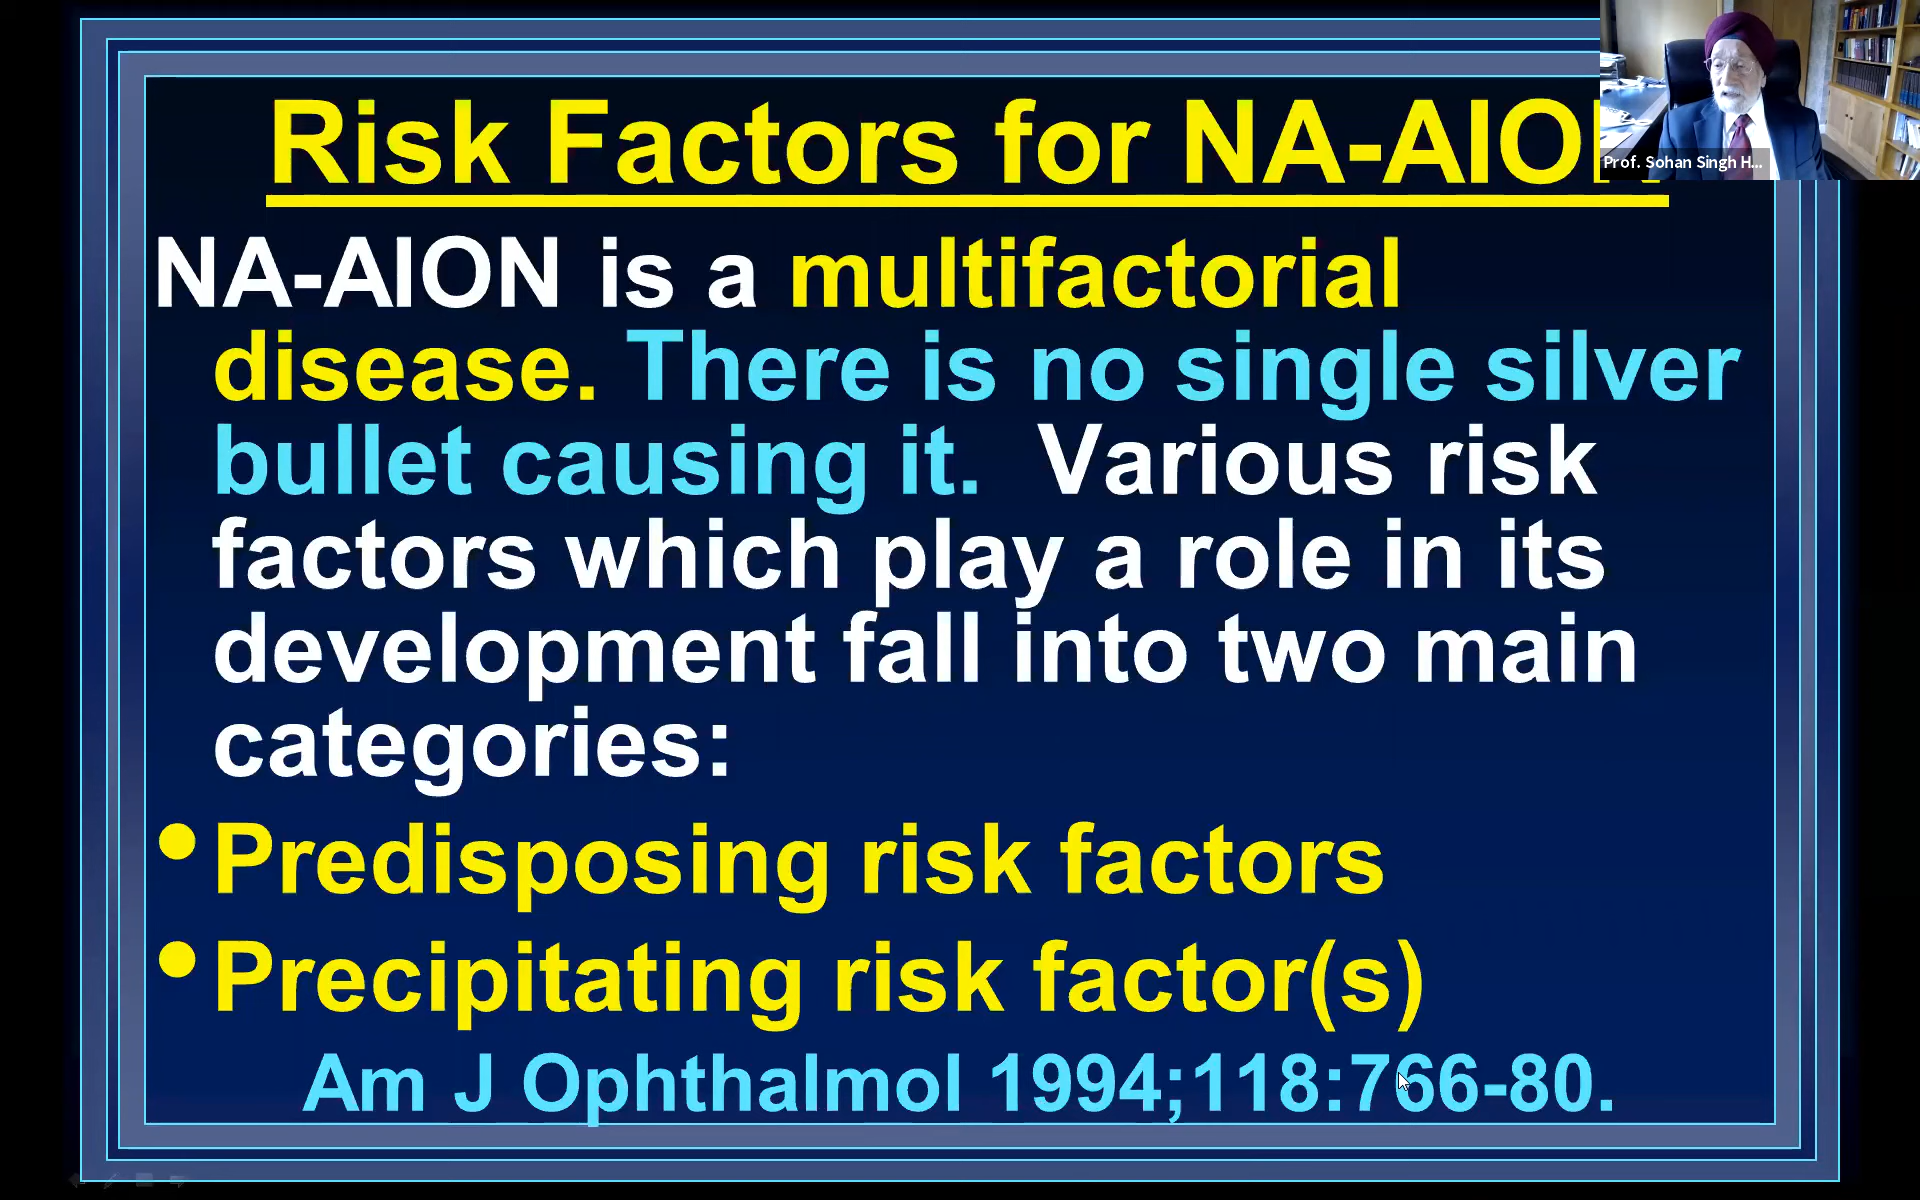 Risk Factors for NA-AION
Prof. Sohan Singh H...
NA-AION is a multifactorial
disease. There is no single silver
bullet causing it. Various risk
factors which play a role in its
development fall into two main
categories:
• Predisposing risk factors
• Precipitating risk factor(s)
Am J Ophthalmol 1994;118:766-80.